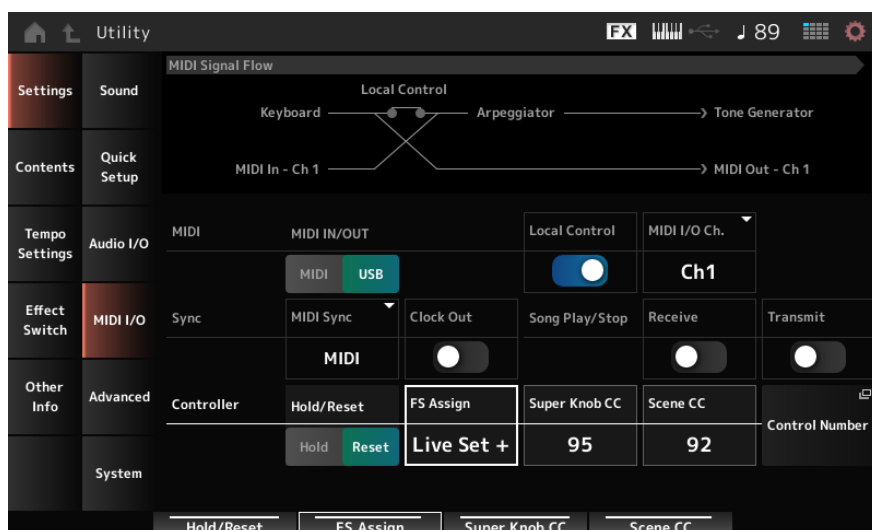 Utility
FX
89
Settings
Sound
MIDI Signal Flow
Local Control
Keyboard
Arpeggiator
Tone Generator
Contents
Quick
Setup
MIDI In - Ch 1
MIDI Out - Ch 1
Tempo
Settings
Audio I/O
MIDI
MIDI IN/OUT
Local Control
MIDI I/O Ch.
MIDI USB
Ch1
Effect
Switch
MIDI I/O
Sync
MIDI Sync
Clock Out
Song Play/Stop
Receive
Transmit
MIDI
Other
Info
Advanced
Controller
Hold/Reset
FS Assign
Super Knob CC
Scene CC
Control Number
Hold Reset
Live Set +
95
92
System
Hold/Reset
FS Assign
Super Knob CC
Scene CC